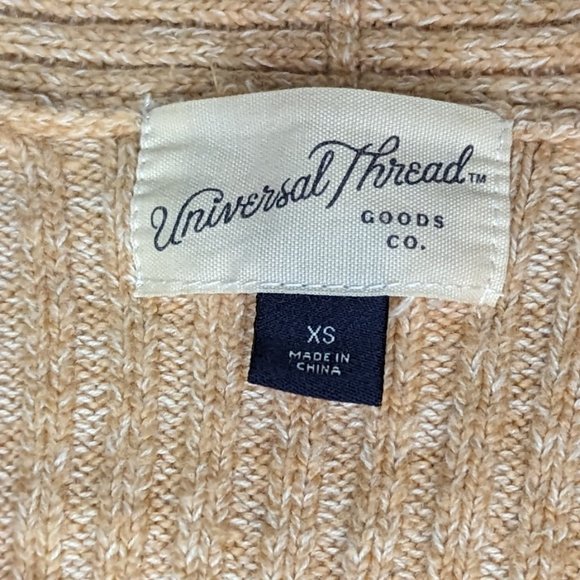 Universal Thread™
GOODS
CO.
XS
MADE IN
CHINA